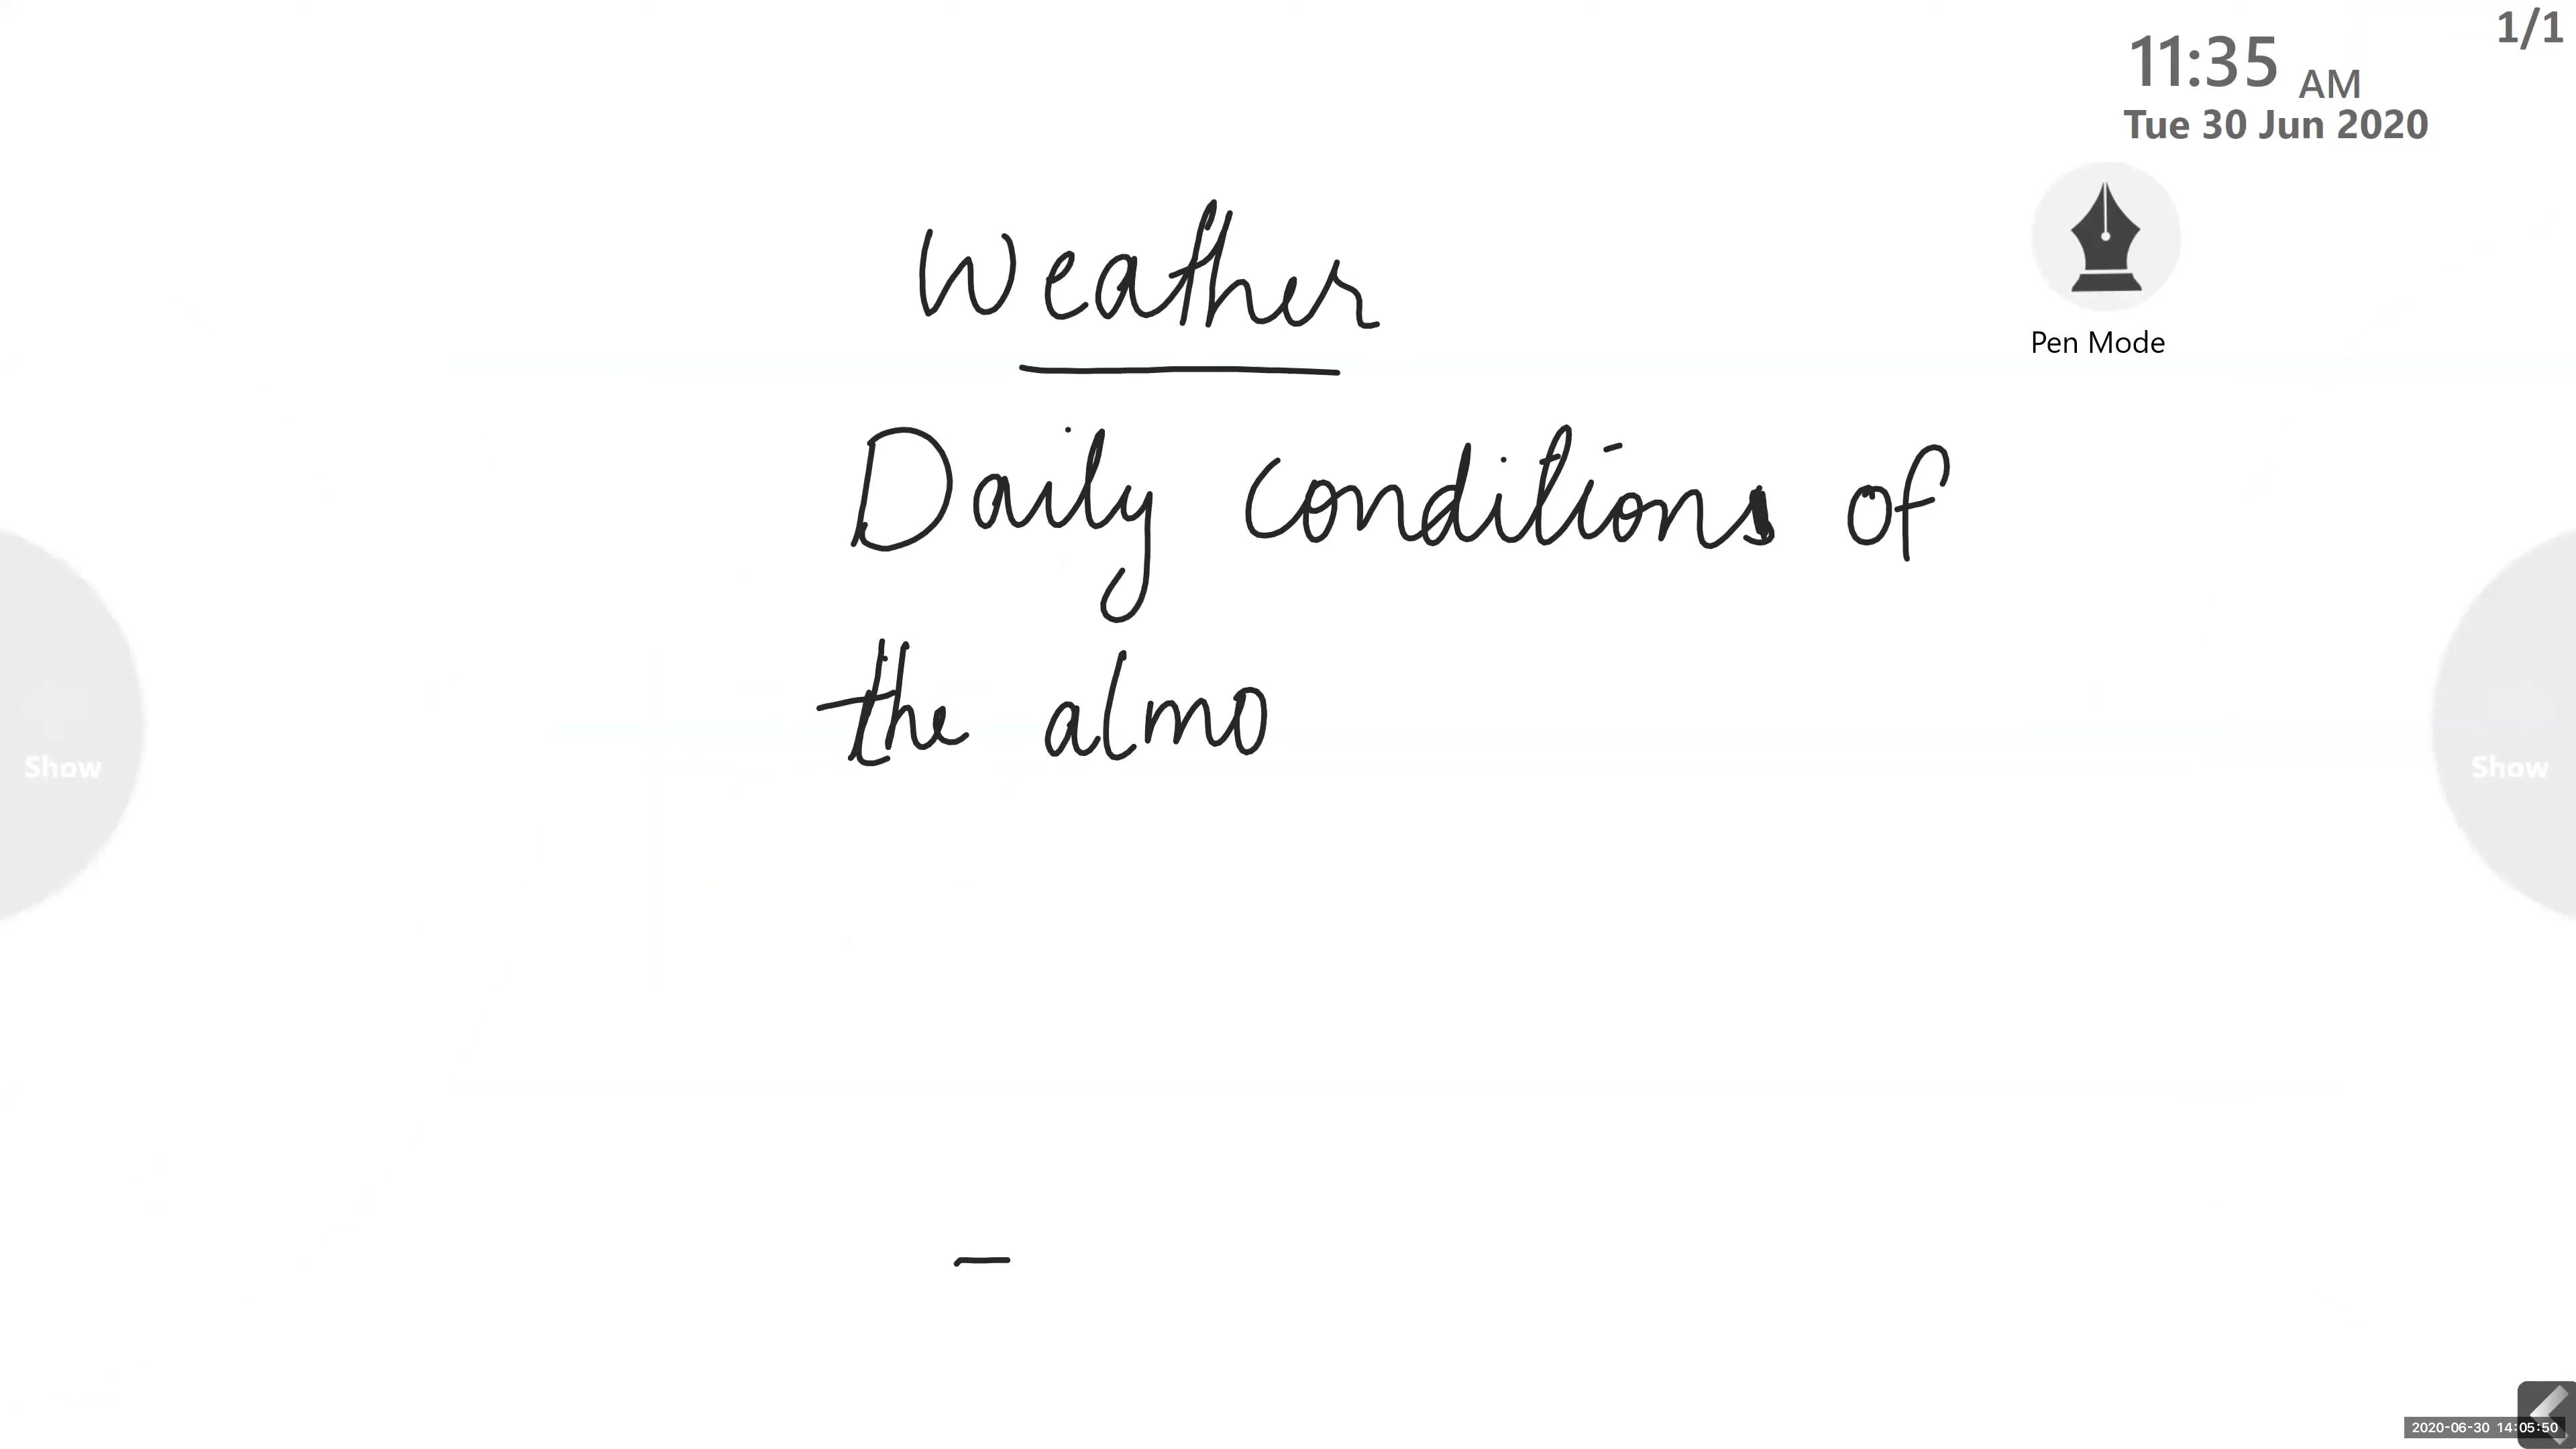 1/1
11:35 AM
Tue 30 Jun 2020
Pen Mode
Weather
Daily conditions of
the almo
Show
Show
2020-06-30 14:05:50